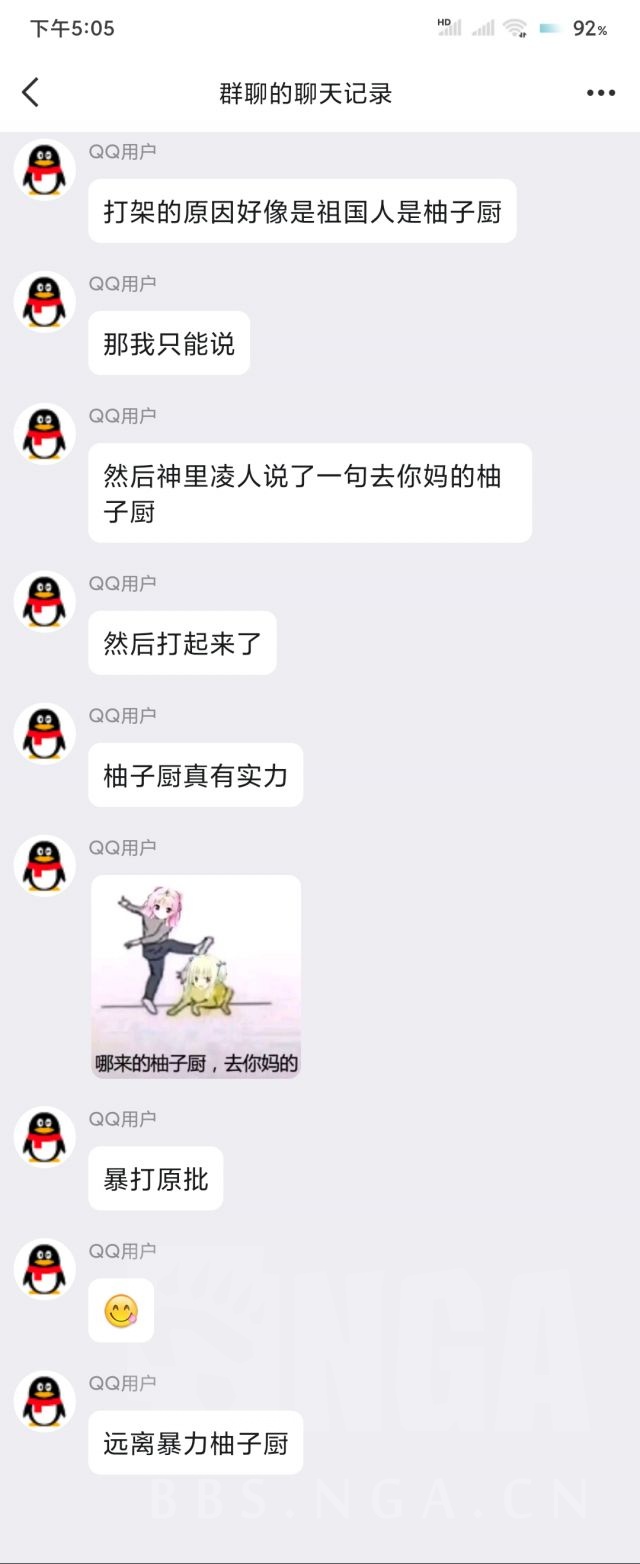 下午5:05
HD
92%
群聊的聊天记录
QQ用户
打架的原因好像是祖国人是柚子厨
QQ用户
那我只能说
QQ用户
然后神里凌人说了一句去你妈的柚
子厨
QQ用户
然后打起来了
QQ用户
柚子厨真有实力
QQ用户
哪来的柚子厨，去你妈的
QQ用户
暴打原批
QQ用户
QQ用户
远离暴力柚子厨
NGA
BBS.NGA.CN